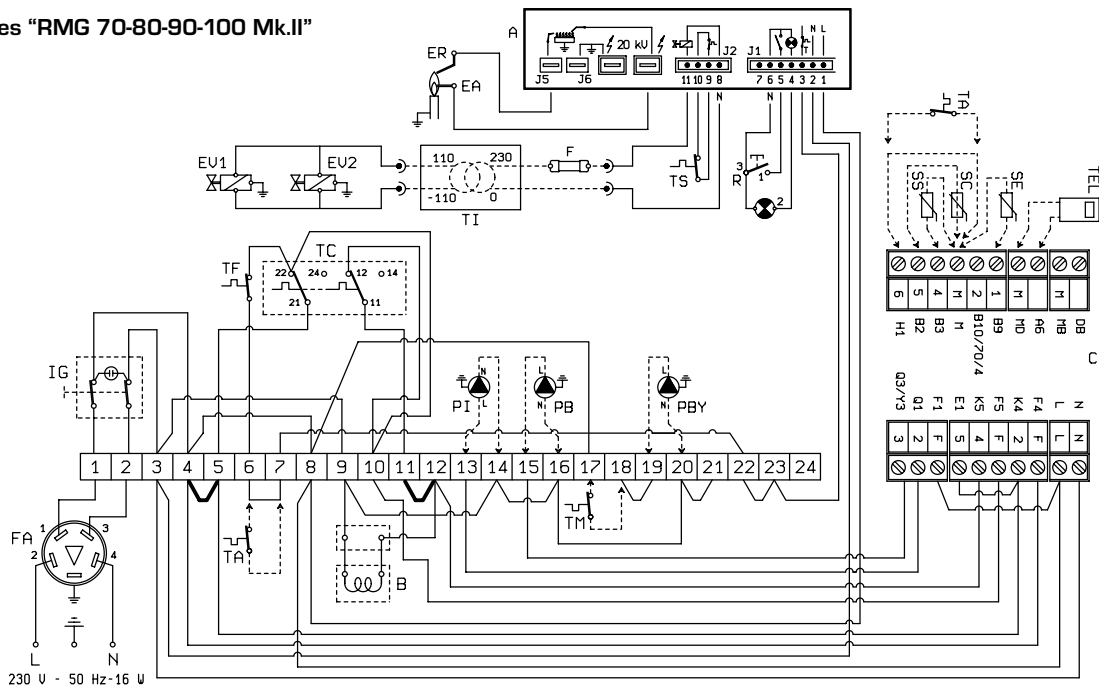 es “RMG 70-80-90-100 Mk.II”
A
20 kV
J5
J6
J2
J1
N L
11 10 9 8
7 6 5 4 3 2 1
N
N
ER
EA
EV1
EV2
110
230
-110
0
TI
F
TS
R
3
1
2
TA
SS
SC
SE
TEL
6 5 4 M 2 1 M M
H1 B2 B3 M B10/70/4 B9 MD A6 MB DB
C
Q3/Y3 Q1 F1 E1 K5 F5 K4 F4 L N
3 2 F 5 4 F 2 F L N
TF
TC
22
24
12
14
21
11
IG
PI
N
L
PB
L
N
PBY
L
N
1 2 3 4 5 6 7 8 9 10 11 12 13 14 15 16 17 18 19 20 21 22 23 24
FA
1
2
3
4
TA
B
TM
L
N
230 V - 50 Hz-16 W